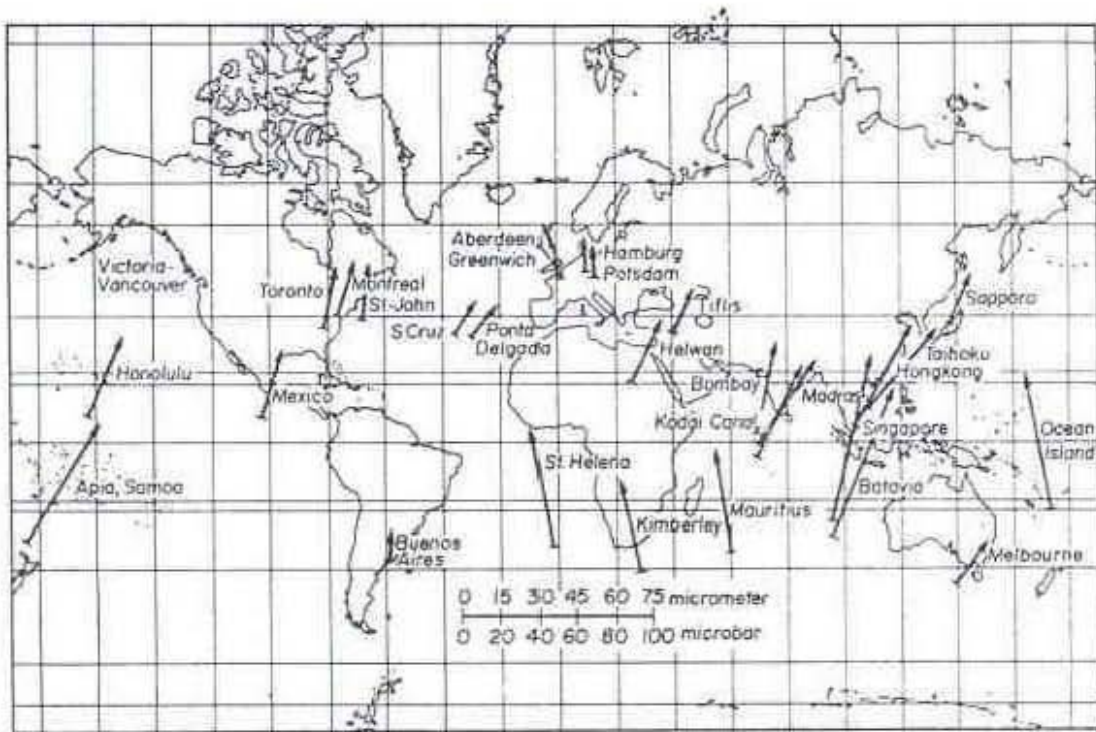 Victoria-
Vancouver
Toronto
Montreal
St-John
Aberdeen
Greenwich
Hamburg
Potsdam
S Cruz
Ponta
Delgada
Tiflis
Helwan
Sapporo
Taihoku
Hongkong
Honolulu
Mexico
Bombay
Madras
Kodai Canal
Singapore
Ocean
Island
Apia, Samoa
St. Helena
Batavia
Mauritius
Kimberley
Buenos
Aires
Melbourne
0 15 30 45 60 75 micrometer
0 20 40 60 80 100 microbar